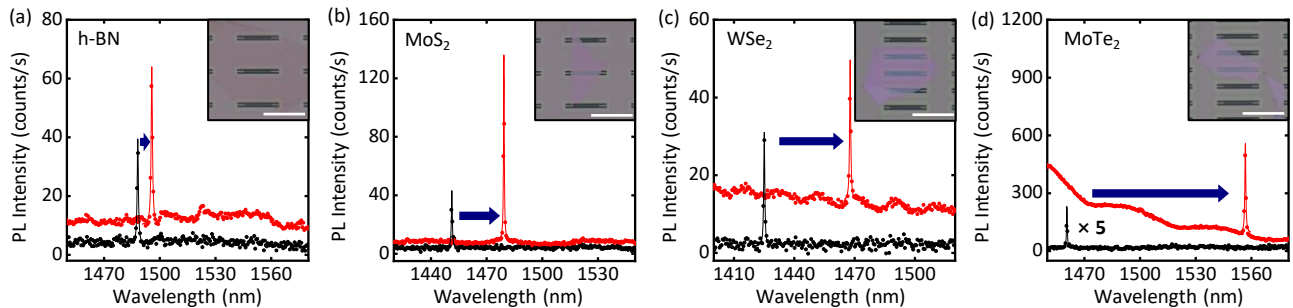 (a)
h-BN
80
60
40
20
0
PL Intensity (counts/s)
1470 1500 1530 1560
Wavelength (nm)
(b)
MoS₂
160
120
80
40
0
PL Intensity (counts/s)
1440 1470 1500 1530
Wavelength (nm)
(c)
WSe₂
60
40
20
0
PL Intensity (counts/s)
1410 1440 1470 1500
Wavelength (nm)
(d)
MoTe₂
1200
900
600
300
0
PL Intensity (counts/s)
× 5
1470 1500 1530 1560
Wavelength (nm)